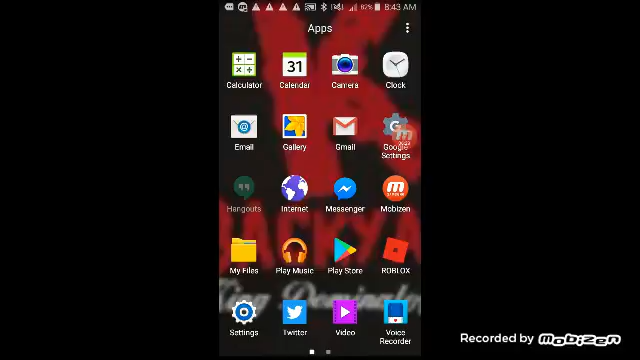 82% 8:43 AM
Apps
31
Calculator Calendar Camera Clock
Email Gallery Gmail Google
Settings
Hangouts Internet Messenger Mobizen
My Files Play Music Play Store ROBLOX
Settings Twitter Video Voice
Recorder
Recorded by MOBIZEN